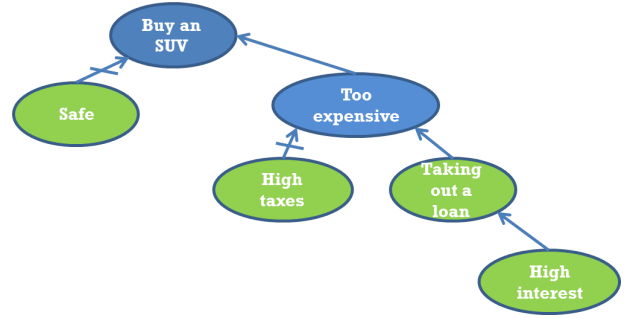 Buy an
SUV
Safe
Too
expensive
High
taxes
Taking
out a
loan
High
interest